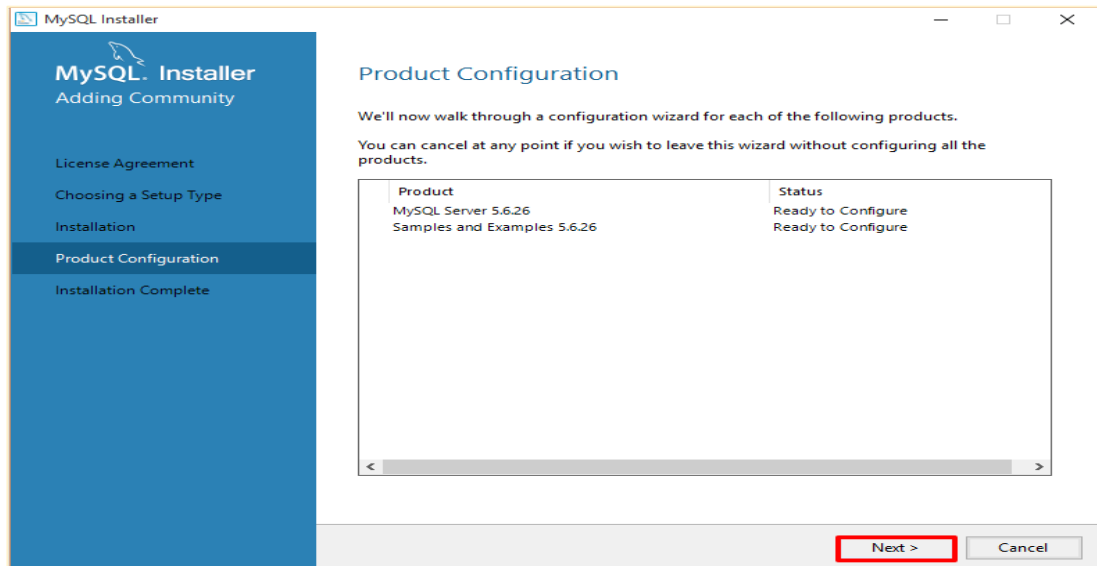 MySQL Installer
MySQL. Installer
Adding Community
License Agreement
Choosing a Setup Type
Installation
Product Configuration
Installation Complete
Product Configuration
We'll now walk through a configuration wizard for each of the following products.
You can cancel at any point if you wish to leave this wizard without configuring all the
products.
Product Status
MySQL Server 5.6.26 Ready to Configure
Samples and Examples 5.6.26 Ready to Configure
Next > Cancel